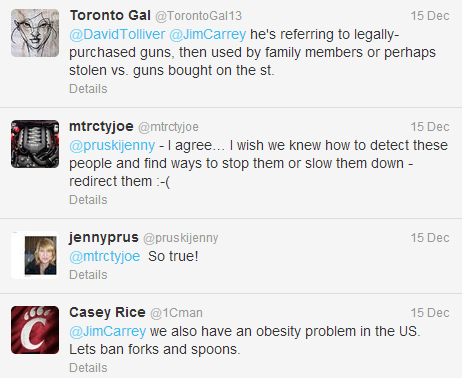 Toronto Gal @TorontoGal13 15 Dec
@DavidTolliver @JimCarrey he's referring to legally-
purchased guns, then used by family members or perhaps
stolen vs. guns bought on the st.
Details
mtrctyjoe @mtrctyjoe 15 Dec
@pruskijenny - I agree... I wish we knew how to detect these
people and find ways to stop them or slow them down -
redirect them :-(
Details
jennyprus @pruskijenny 15 Dec
@mtrctyjoe So true!
Details
Casey Rice @1Cman 15 Dec
@JimCarrey we also have an obesity problem in the US.
Lets ban forks and spoons.
Details